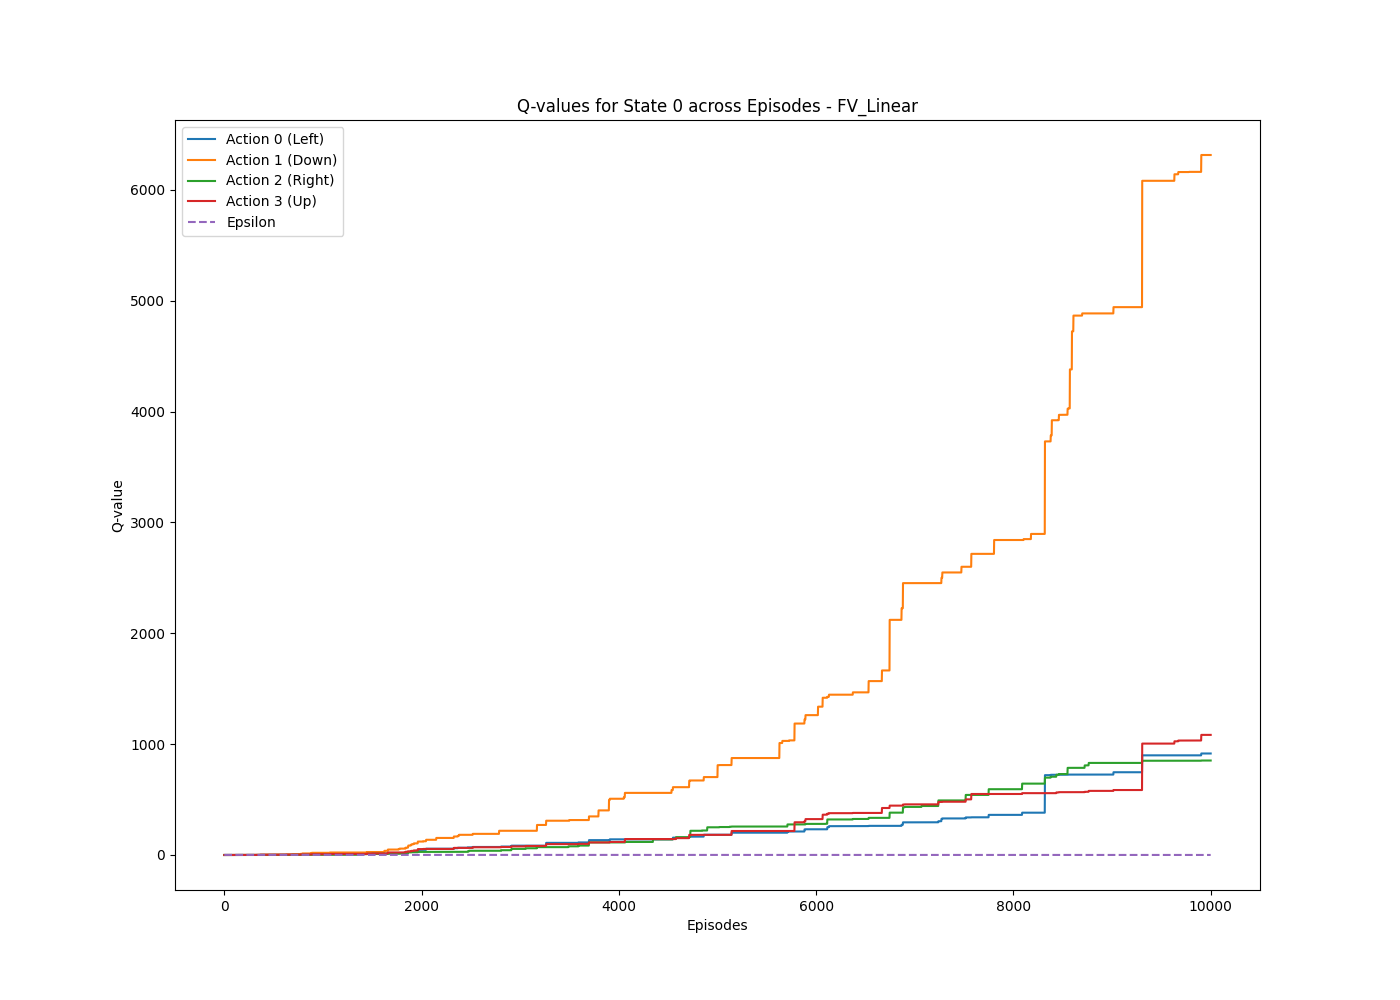 Q-values for State 0 across Episodes - FV_Linear
Action 0 (Left)
Action 1 (Down)
Action 2 (Right)
Action 3 (Up)
Epsilon
6000
5000
4000
3000
2000
1000
0
Q-value
0 2000 4000 6000 8000 10000
Episodes